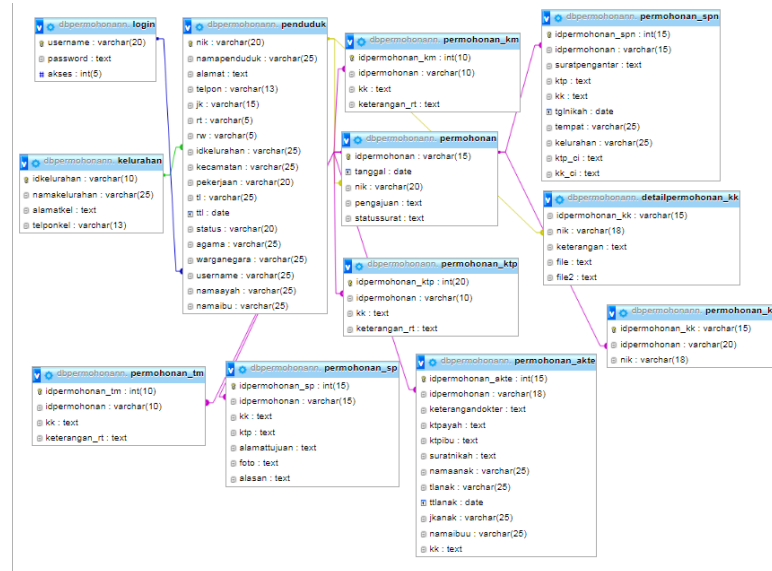 dbpermohonann. login
username : varchar(20)
password : text
akses : int(5)
dbpermohonann. penduduk
nik : varchar(20)
namapenduduk : varchar(25)
alamat : text
telpon : varchar(13)
jk : varchar(15)
rt : varchar(5)
rw : varchar(5)
idkelurahan : varchar(25)
kecamatan : varchar(25)
pekerjaan : varchar(20)
tl : varchar(25)
ttl : date
status : varchar(20)
agama : varchar(25)
warganegara : varchar(25)
username : varchar(25)
namaayah : varchar(25)
namaibu : varchar(25)
dbpermohonann. permohonan_km
idpermohonan_km : int(10)
idpermohonan : varchar(10)
kk : text
keterangan_rt : text
dbpermohonann. permohonan_spn
idpermohonan_spn : int(15)
idpermohonan : varchar(15)
suratpengantar : text
ktp : text
kk : text
tglnikah : date
tempat : varchar(25)
kelurahan : varchar(25)
ktp_ci : text
kk_ci : text
dbpermohonann. kelurahan
idkelurahan : varchar(10)
namakelurahan : varchar(25)
alamatkel : text
telponkel : varchar(13)
dbpermohonann. permohonan
idpermohonan : varchar(15)
tanggal : date
nik : varchar(20)
pengajuan : text
statussurat : text
dbpermohonann. detailpermohonan_kk
idpermohonan_kk : varchar(15)
nik : varchar(18)
keterangan : text
file : text
file2 : text
dbpermohonann. permohonan_ktp
idpermohonan_ktp : int(20)
idpermohonan : varchar(10)
kk : text
keterangan_rt : text
dbpermohonann. permohonan_k
idpermohonan_kk : varchar(15)
idpermohonan : varchar(20)
nik : varchar(18)
dbpermohonann. permohonan_tm
idpermohonan_tm : int(10)
idpermohonan : varchar(10)
kk : text
keterangan_rt : text
dbpermohonann. permohonan_sp
idpermohonan_sp : int(15)
idpermohonan : varchar(15)
kk : text
ktp : text
alamattujuan : text
foto : text
alasan : text
dbpermohonann. permohonan_akte
idpermohonan_akte : int(15)
idpermohonan : varchar(18)
keterangandokter : text
ktpayah : text
ktpibu : text
suratnikah : text
namaanak : varchar(25)
tlanak : varchar(25)
ttlanak : date
jkanak : varchar(25)
namaibuu : varchar(25)
kk : text